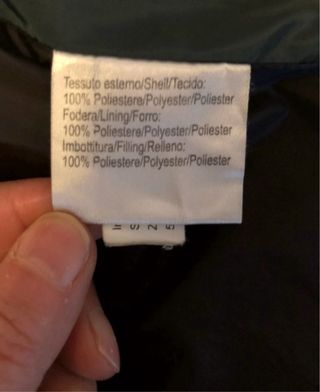 Tessuto esterno/Shell/Tecido:
100% Poliestere/Polyester/Poliester
Fodera/Lining/Forro:
100% Poliestere/Polyester/Poliester
Imbottitura/Filling/Relleno:
100% Poliestere/Polyester/Poliester